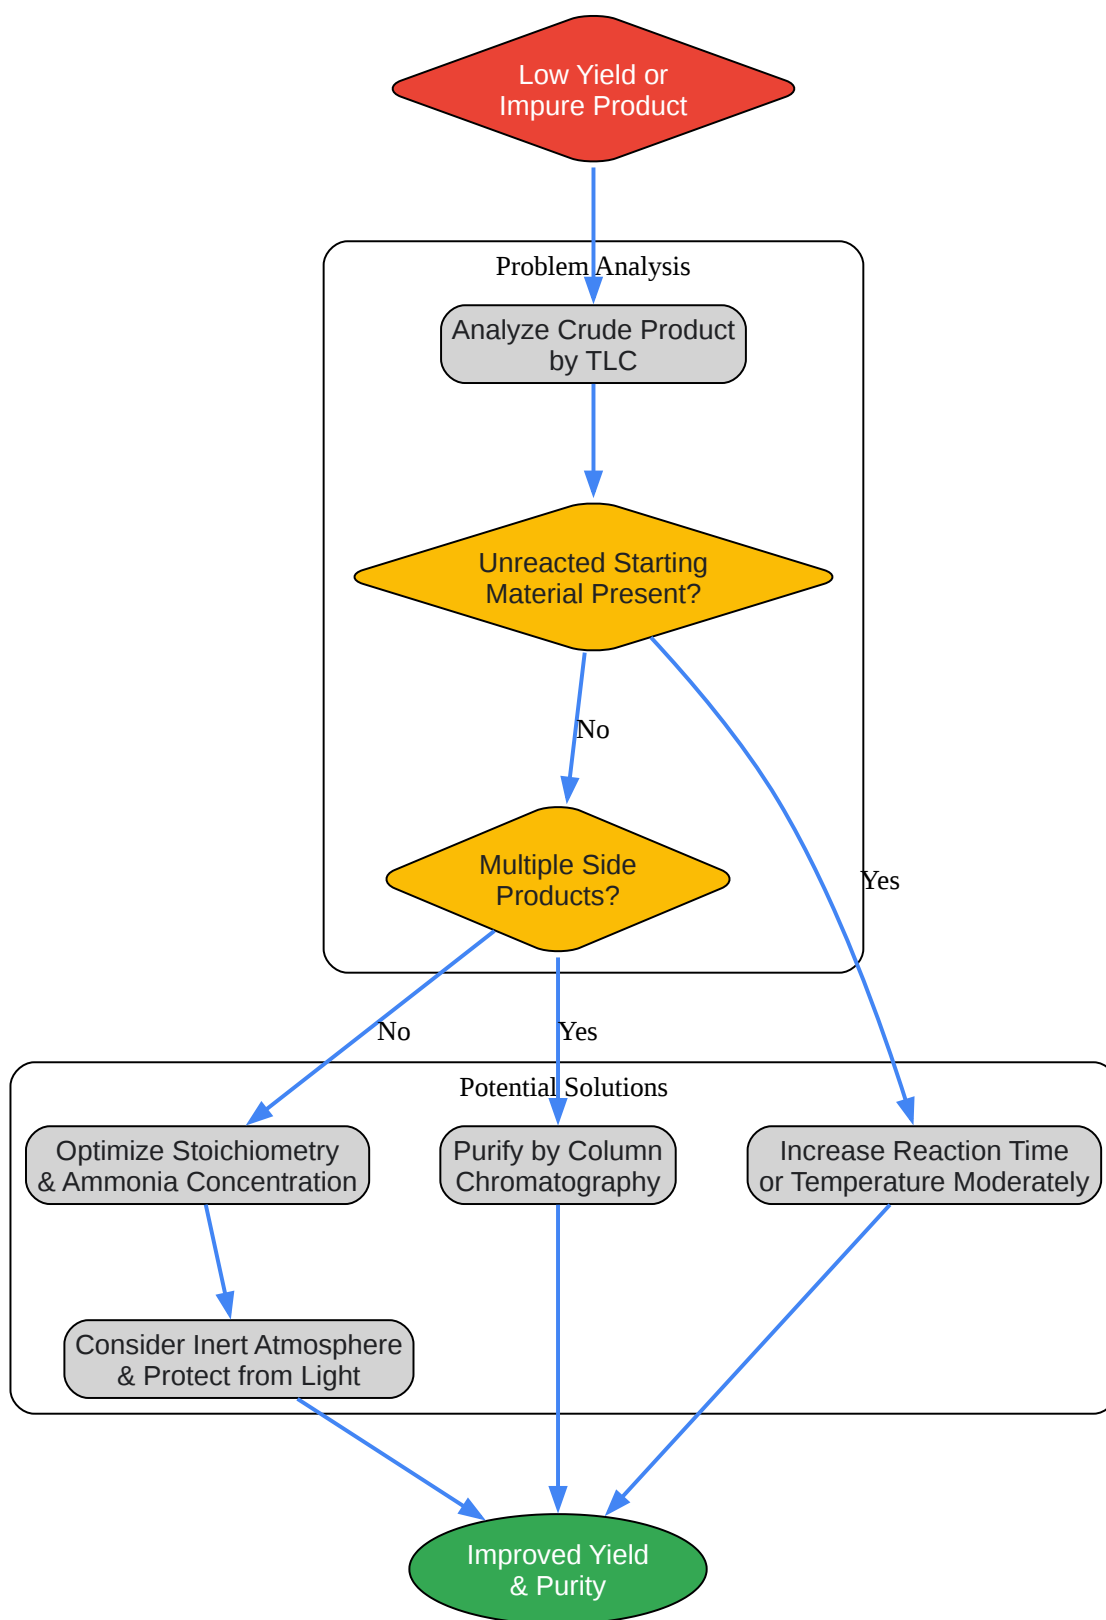 Low Yield or
Impure Product
Problem Analysis
Analyze Crude Product
by TLC
Unreacted Starting
Material Present?
No
Multiple Side
Products?
Yes
No
Yes
Potential Solutions
Optimize Stoichiometry
& Ammonia Concentration
Purify by Column
Chromatography
Increase Reaction Time
or Temperature Moderately
Consider Inert Atmosphere
& Protect from Light
Improved Yield
& Purity